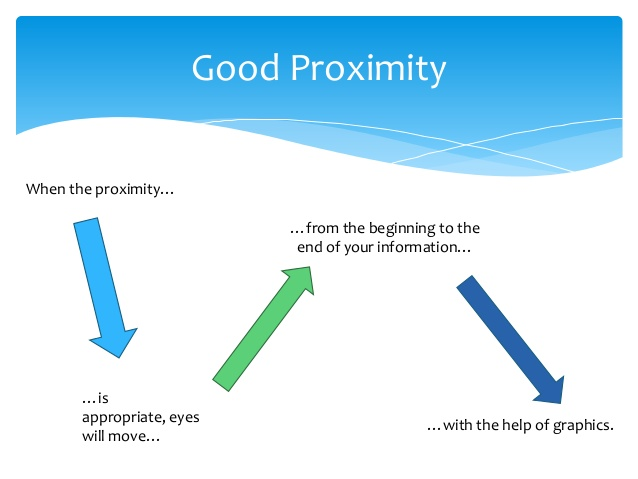 Good Proximity
When the proximity…
…is
appropriate, eyes
will move…
…from the beginning to the
end of your information…
…with the help of graphics.